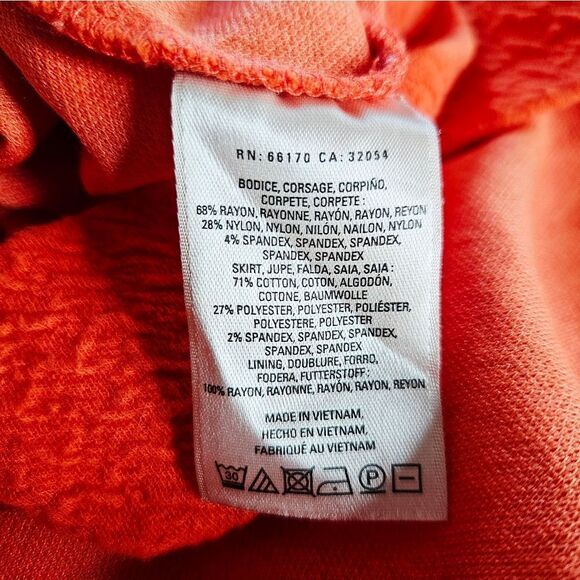 RN: 66170 CA: 32054
BODICE, CORSAGE, CORPIÑO,
CORPETE, CORPETE :
68% RAYON, RAYONNE, RAYÓN, RAYON, REYON
28% NYLON, NYLON, NILÓN, NAILON, NYLON
4% SPANDEX, SPANDEX, SPANDEX,
SPANDEX, SPANDEX
SKIRT, JUPE, FALDA, SAIA, SAIA :
71% COTTON, COTON, ALGODÓN,
COTONE, BAUMWOLLE
27% POLYESTER, POLYESTER, POLIÉSTER,
POLYESTERE, POLYESTER
2% SPANDEX, SPANDEX, SPANDEX,
SPANDEX, SPANDEX
LINING, DOUBLURE, FORRO,
FODERA, FUTTERSTOFF :
100% RAYON, RAYONNE, RAYÓN, RAYON, REYON
MADE IN VIETNAM,
HECHO EN VIETNAM,
FABRIQUÉ AU VIETNAM
30 P